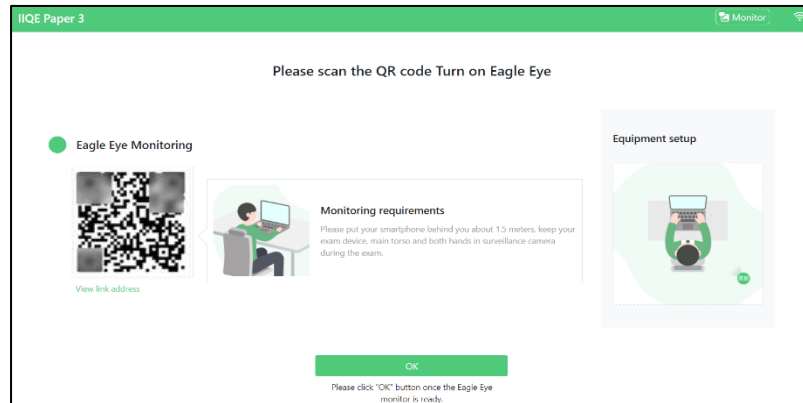 IIQE Paper 3
Monitor
Please scan the QR code Turn on Eagle Eye
Eagle Eye Monitoring
View link address
Monitoring requirements
Please put your smartphone behind you about 1.5 meters, keep your
exam device, main torso and both hands in surveillance camera
during the exam.
Equipment setup
OK
Please click "OK" button once the Eagle Eye
monitor is ready.